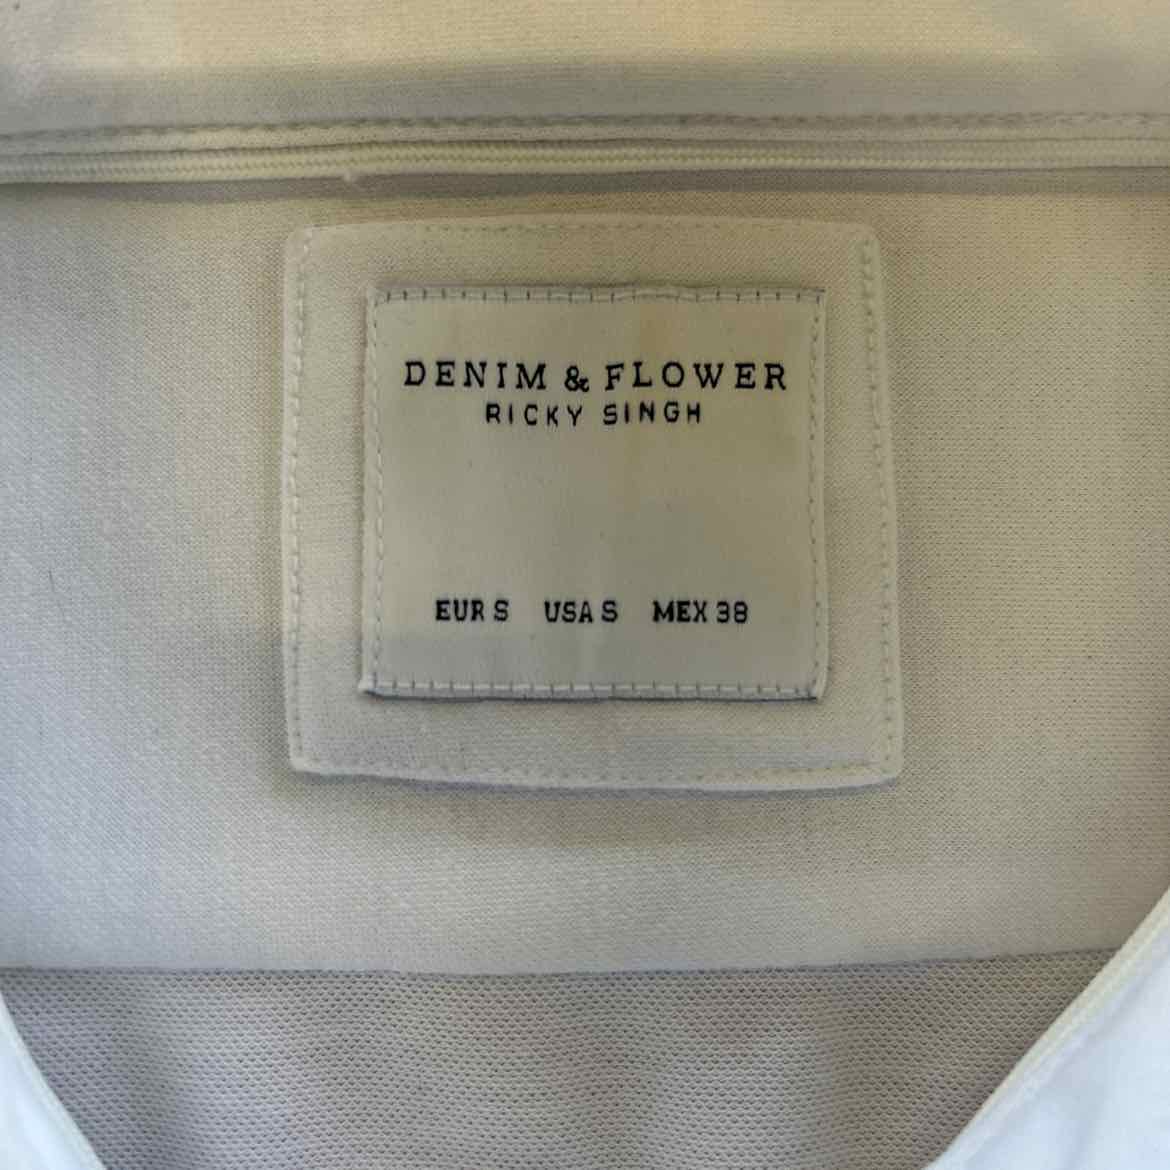 DENIM & FLOWER
RICKY SINGH
EUR S USA S MEX 38